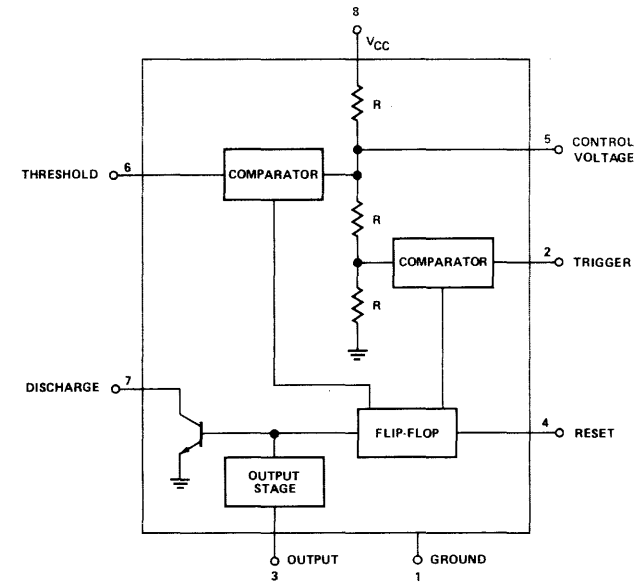 8
VCC
R
5
CONTROL
VOLTAGE
6
THRESHOLD
COMPARATOR
R
2
COMPARATOR
TRIGGER
R
7
DISCHARGE
4
FLIP-FLOP
RESET
OUTPUT
STAGE
OUTPUT
3
GROUND
1